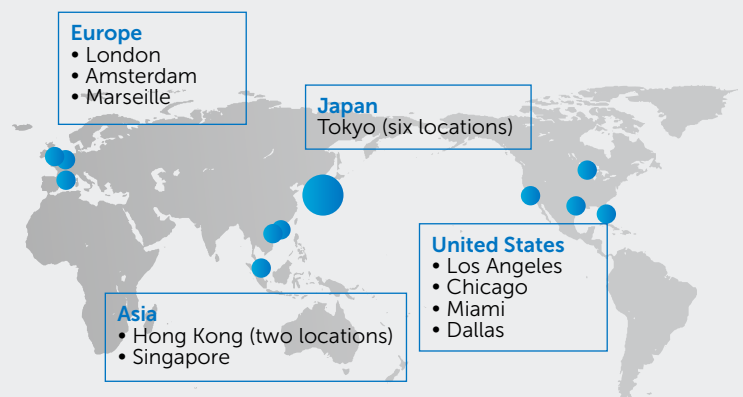 Europe
• London
• Amsterdam
• Marseille
Japan
Tokyo (six locations)
United States
• Los Angeles
• Chicago
• Miami
• Dallas
Asia
• Hong Kong (two locations)
• Singapore